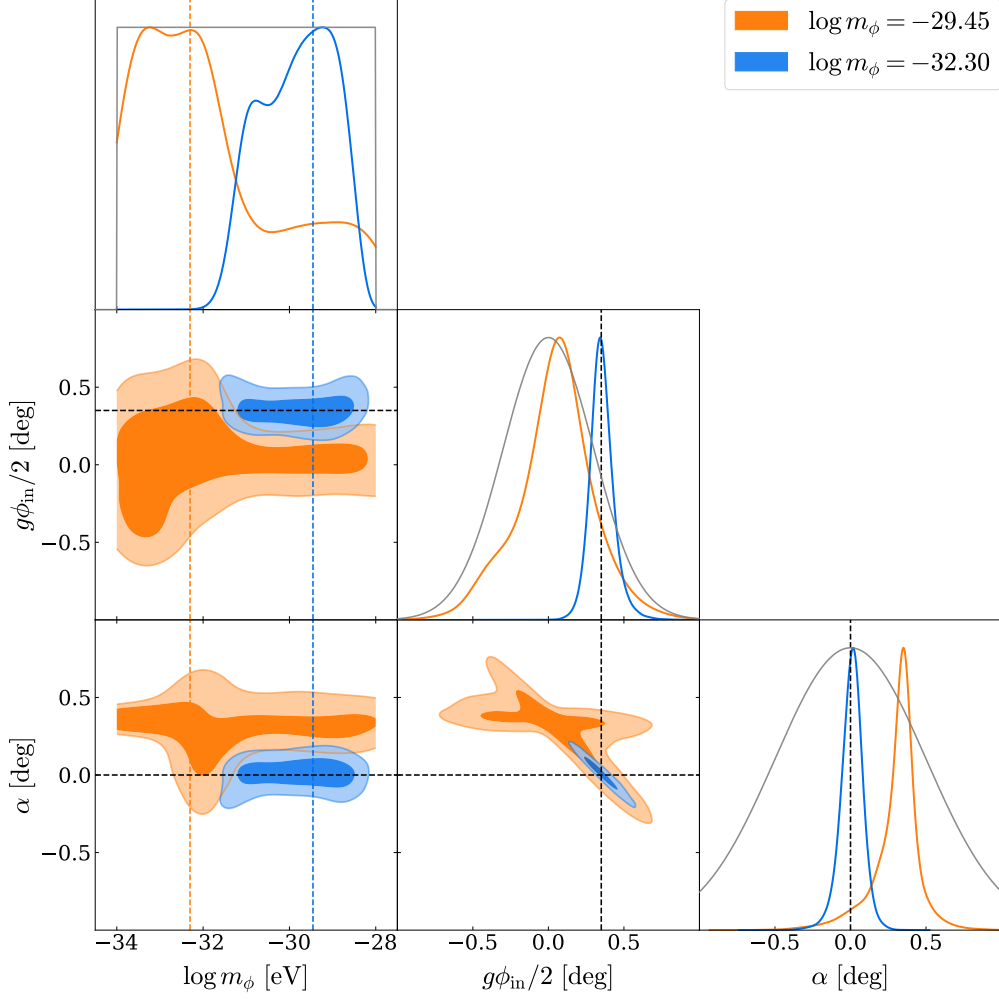 log m_ϕ = −29.45
log m_ϕ = −32.30
0.5
0.0
−0.5
gϕ_in/2 [deg]
0.5
0.0
−0.5
α [deg]
−34 −32 −30 −28
−0.5 0.0 0.5
0.0 0.5
log m_ϕ [eV]
gϕ_in/2 [deg]
α [deg]